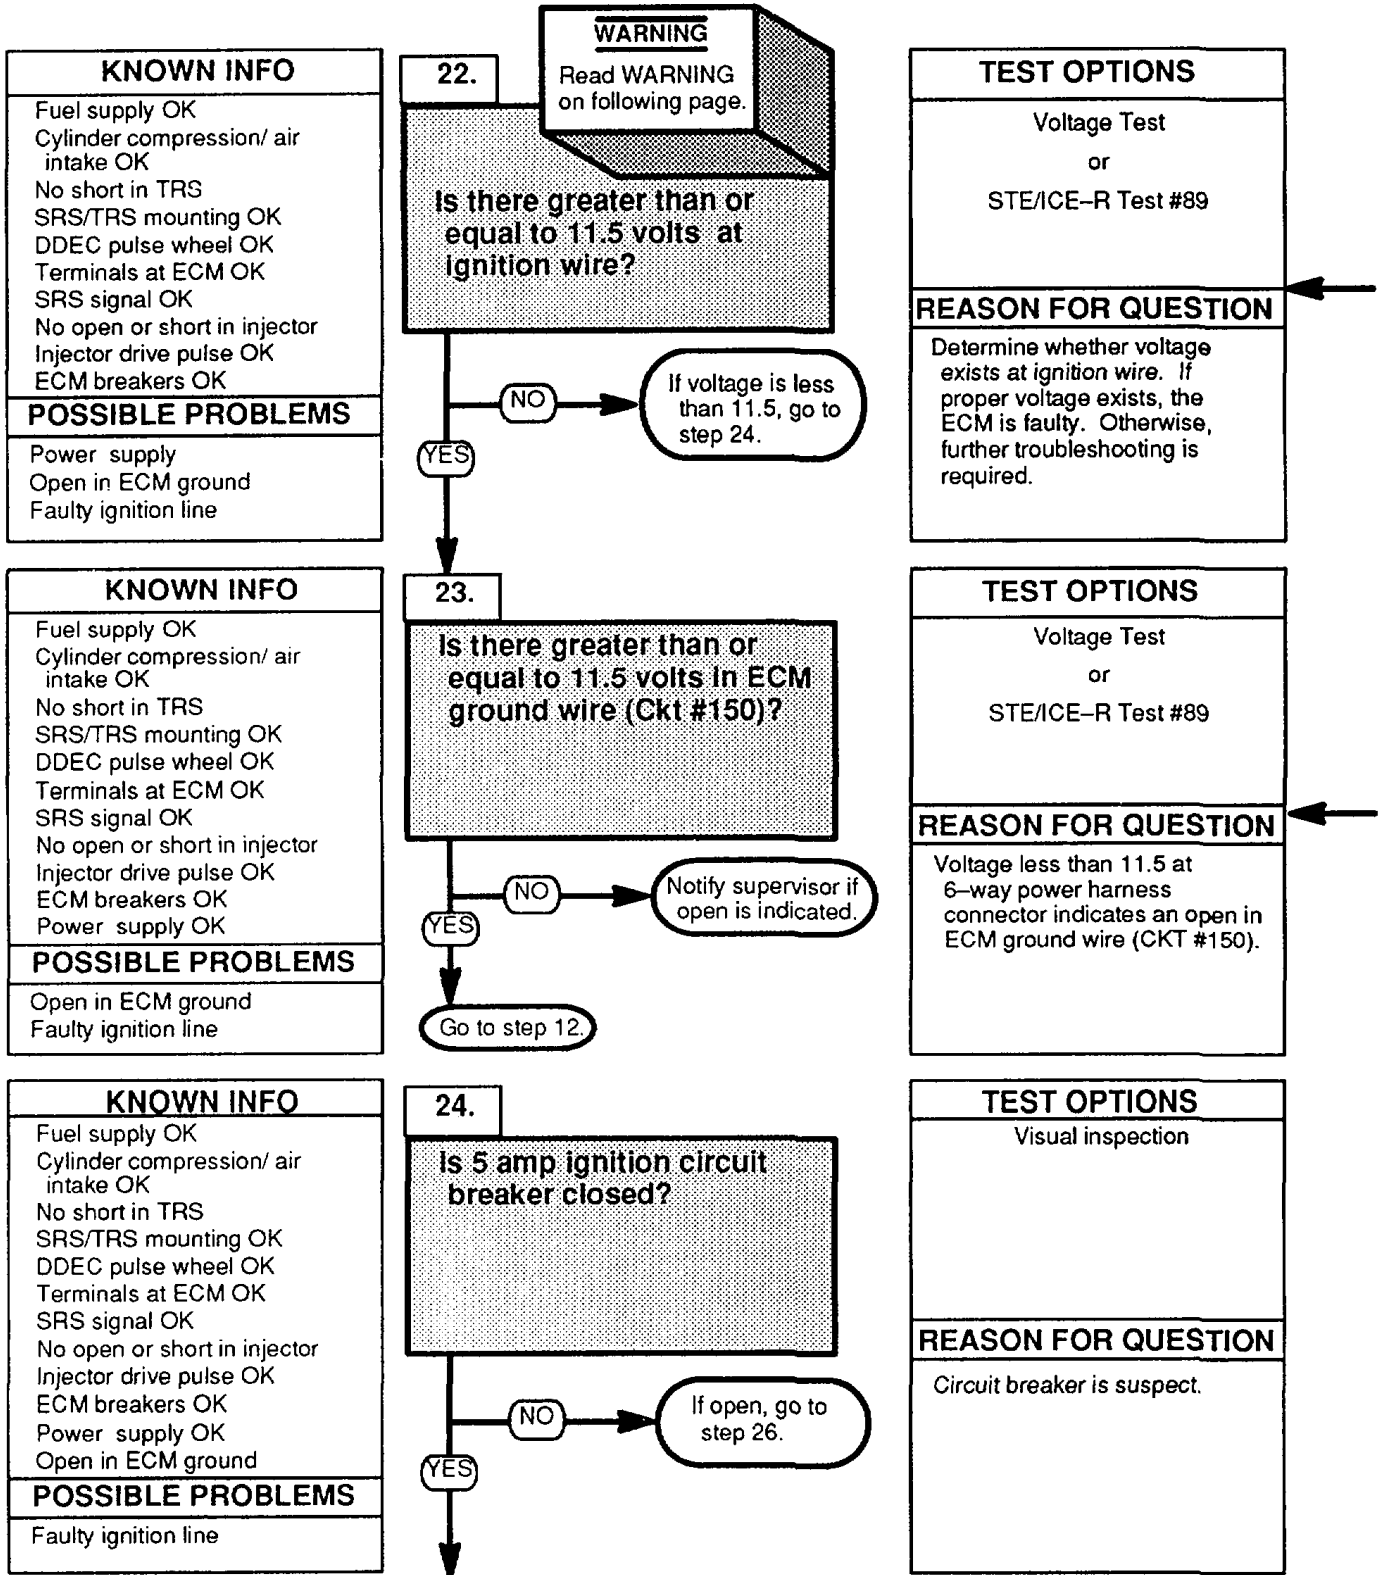 KNOWN INFO
Fuel supply OK
Cylinder compression/ air
intake OK
No short in TRS
SRS/TRS mounting OK
DDEC pulse wheel OK
Terminals at ECM OK
SRS signal OK
No open or short in injector
Injector drive pulse OK
ECM breakers OK
POSSIBLE PROBLEMS
Power supply
Open in ECM ground
Faulty ignition line
22.
WARNING
Read WARNING
on following page.
Is there greater than or
equal to 11.5 volts at
ignition wire?
NO
If voltage is less
than 11.5, go to
step 24.
YES
TEST OPTIONS
Voltage Test
or
STE/ICE–R Test #89
REASON FOR QUESTION
Determine whether voltage
exists at ignition wire. If
proper voltage exists, the
ECM is faulty. Otherwise,
further troubleshooting is
required.
KNOWN INFO
Fuel supply OK
Cylinder compression/ air
intake OK
No short in TRS
SRS/TRS mounting OK
DDEC pulse wheel OK
Terminals at ECM OK
SRS signal OK
No open or short in injector
Injector drive pulse OK
ECM breakers OK
Power supply OK
POSSIBLE PROBLEMS
Open in ECM ground
Faulty ignition line
23.
Is there greater than or
equal to 11.5 volts in ECM
ground wire (Ckt #150)?
NO
Notify supervisor if
open is indicated.
YES
Go to step 12.
TEST OPTIONS
Voltage Test
or
STE/ICE–R Test #89
REASON FOR QUESTION
Voltage less than 11.5 at
6–way power harness
connector indicates an open in
ECM ground wire (CKT #150).
KNOWN INFO
Fuel supply OK
Cylinder compression/ air
intake OK
No short in TRS
SRS/TRS mounting OK
DDEC pulse wheel OK
Terminals at ECM OK
SRS signal OK
No open or short in injector
Injector drive pulse OK
ECM breakers OK
Power supply OK
Open in ECM ground
POSSIBLE PROBLEMS
Faulty ignition line
24.
Is 5 amp ignition circuit
breaker closed?
NO
If open, go to
step 26.
YES
TEST OPTIONS
Visual inspection
REASON FOR QUESTION
Circuit breaker is suspect.